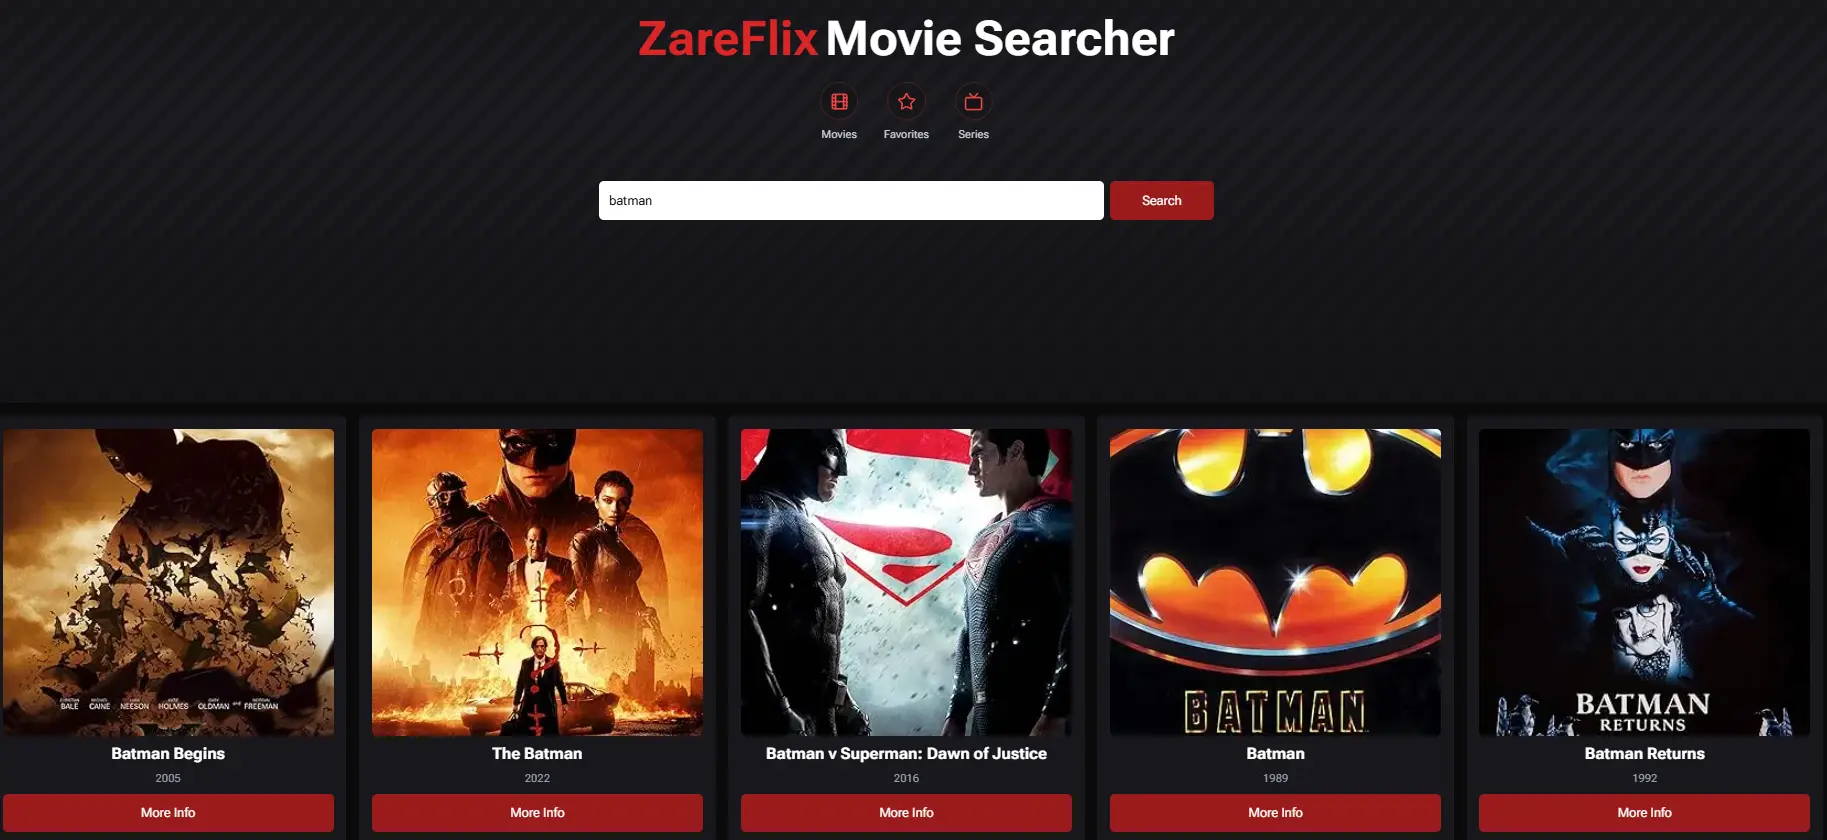 ZareFlix Movie Searcher
Movies
Favorites
Series
batman
Search
BALE CAINE NEESON HOLMES OLDMAN and FREEMAN
Batman Begins
2005
More Info
The Batman
2022
More Info
Batman v Superman: Dawn of Justice
2016
More Info
BATMAN
Batman
1989
More Info
BATMAN
RETURNS
Batman Returns
1992
More Info